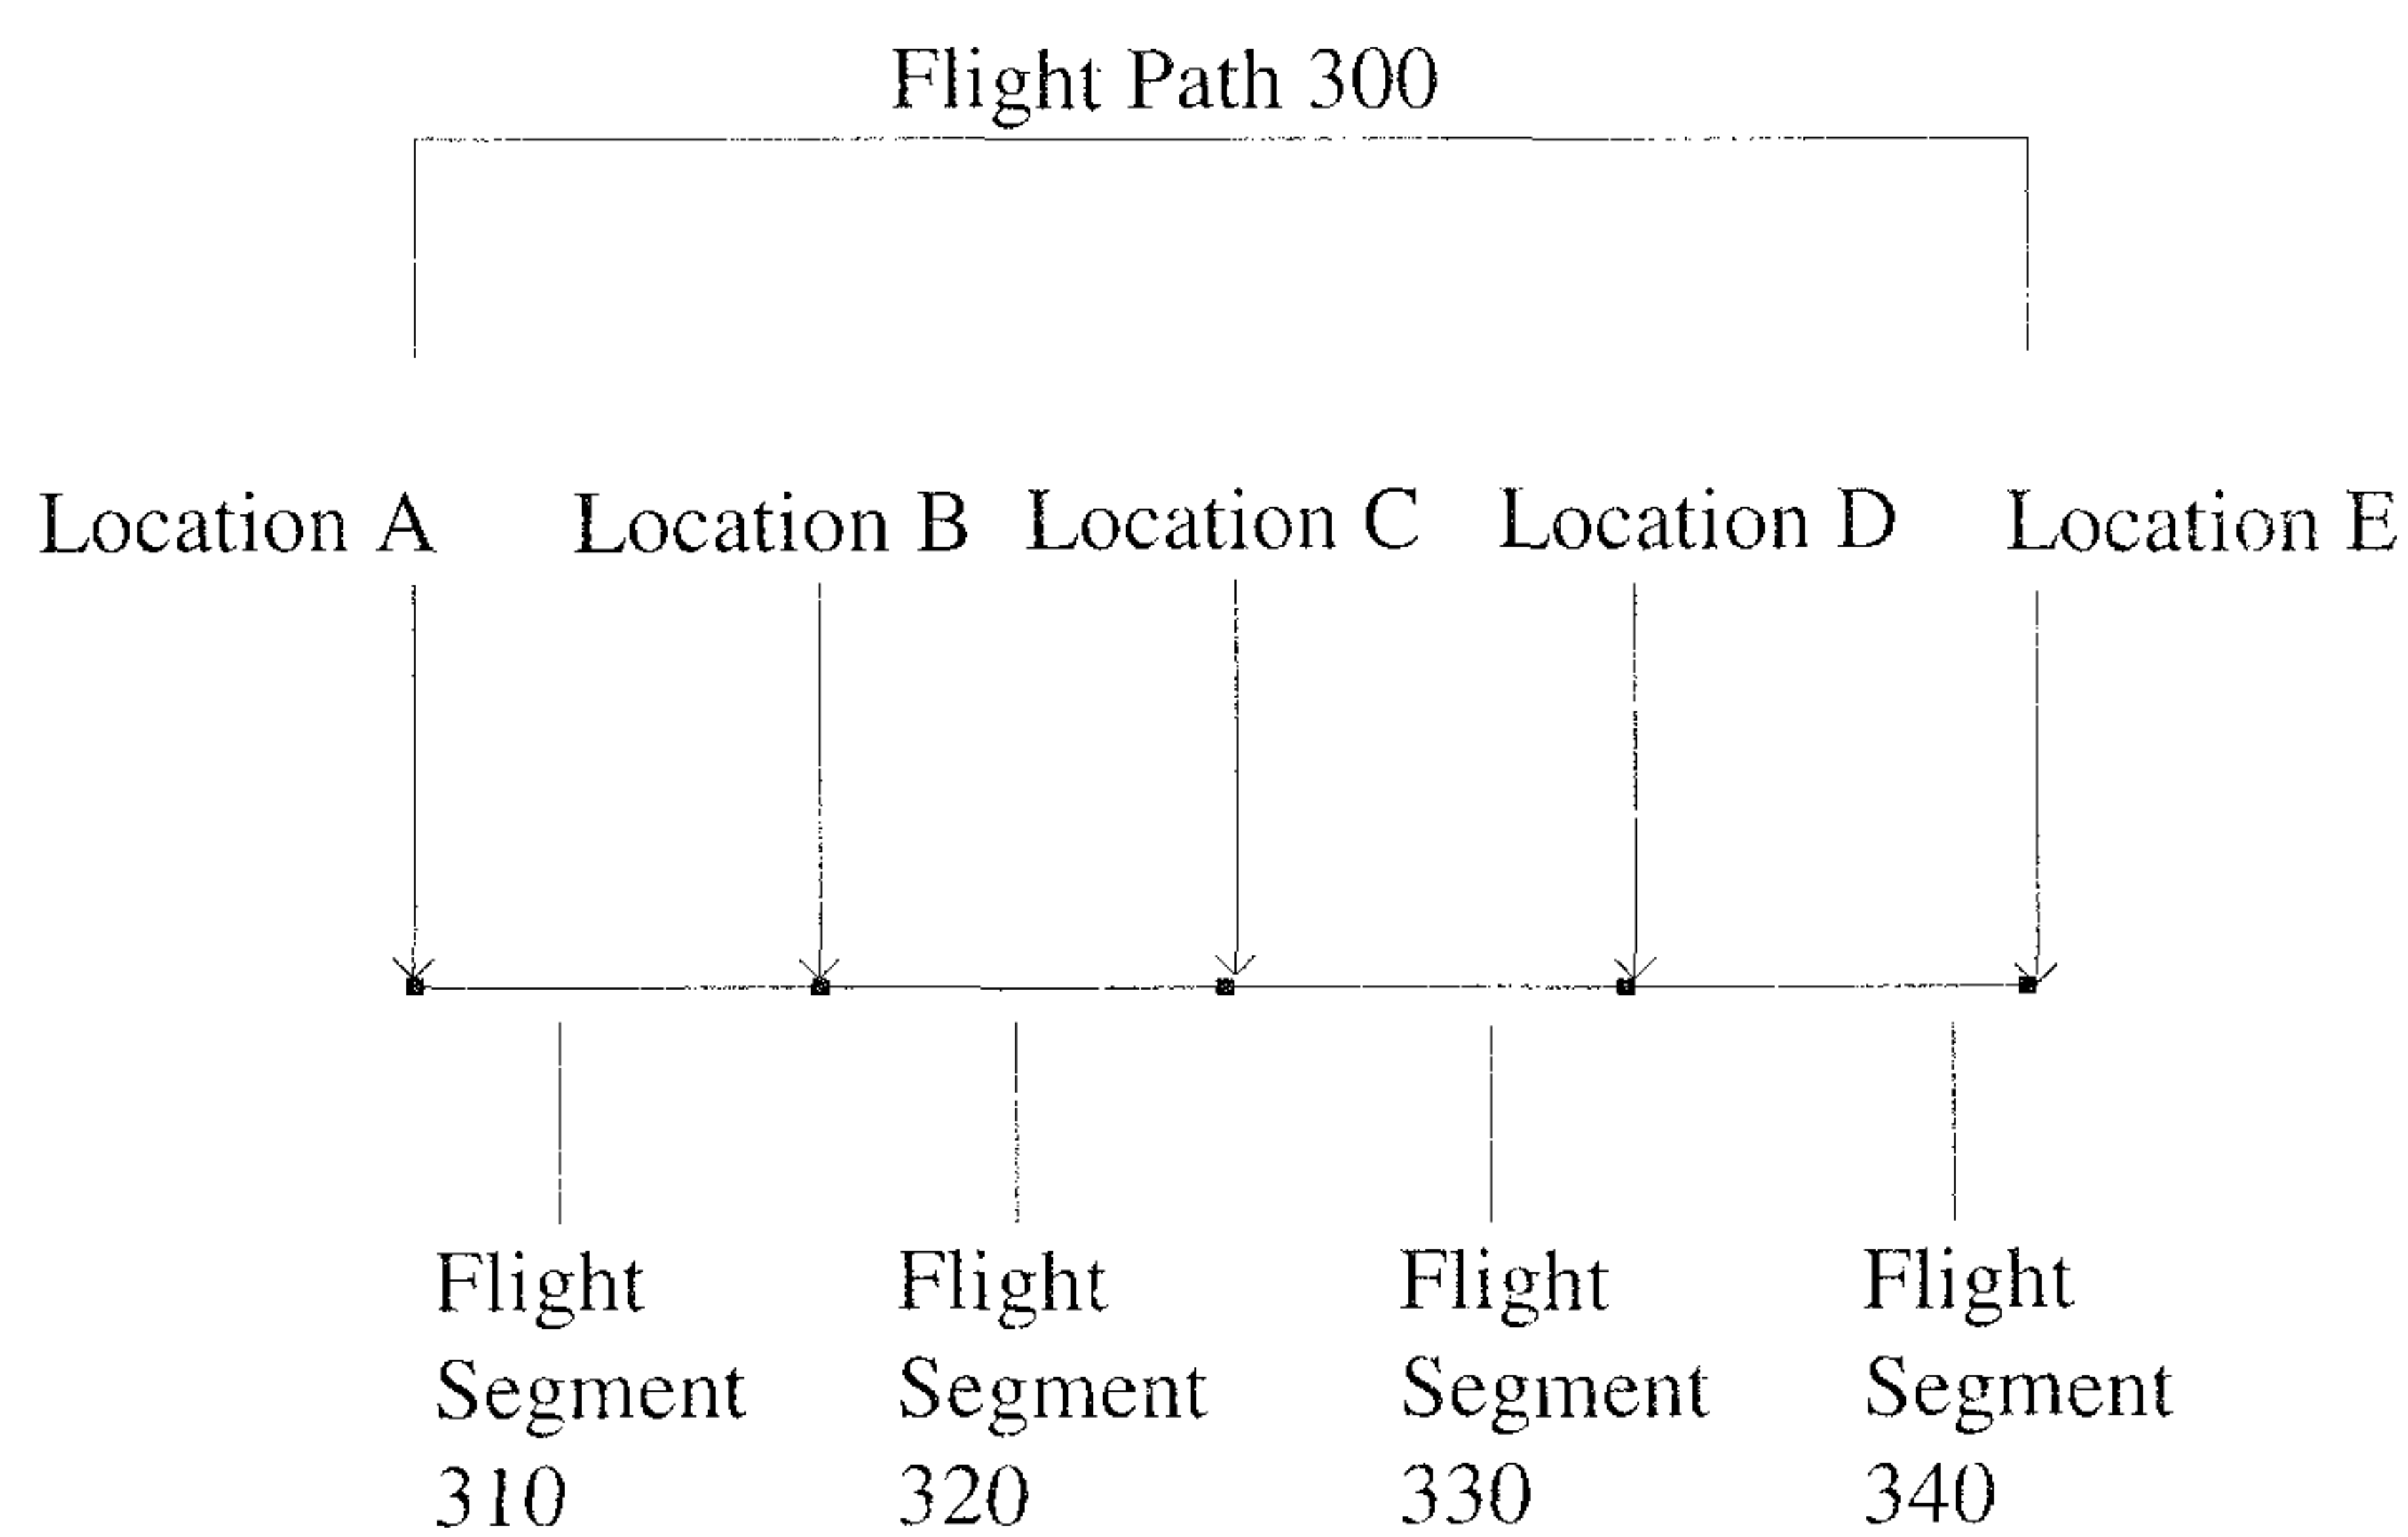 Flight Path 300
Location A Location B Location C Location D Location E
Flight Segment 310
Flight Segment 320
Flight Segment 330
Flight Segment 340